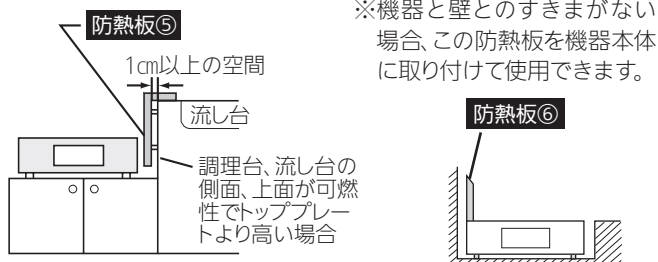 防熱板⑤
1㎝以上の空間
流し台
調理台、流し台の
側面、上面が可燃
性でトッププレー
トより高い場合
※機器と壁とのすきまがない
場合、この防熱板を機器本体
に取り付けて使用できます。
防熱板⑥